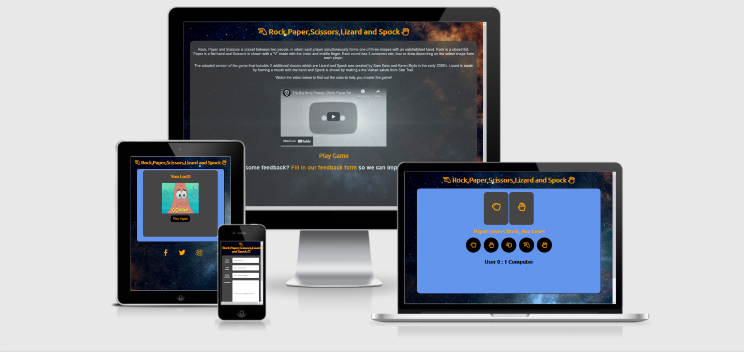 Rock,Paper,Scissors,Lizard and Spock
Rock, Paper and Scissors is played between two people, in which each player simultaneously forms one of three shapes with an outstretched hand. Rock is a closed fist,
Paper is a flat hand and Scissors is shown with a "V" made with the index and middle finger. Each round has 3 outcomes win, lose or draw depending on the
each player.
The adapted version of the game that includes 2 additional shapes which are Lizard and Spock was created by Sam Kass and Karen Bryla in the early 2000's. Lizard is made
by forming a mouth with the hand and Spock is shown by making a the Vulcan salute from Star Trek.
Watch the video below to find out the rules to help you master the game!
The Big Bang Theory - Rock, Paper, Sci...
Watch on YouTube
Play Game
some feedback? Fill in our feedback form so we can imp
Rock,Paper,Scissors,Lizard and Spock
You Lost!
Play Again
Rock,Paper,Scissors,Lizard
and Spock
Rock,Paper,Scissors,Lizard and Spock
Paper covers Rock, You Lose!
User 0 : 1 Computer